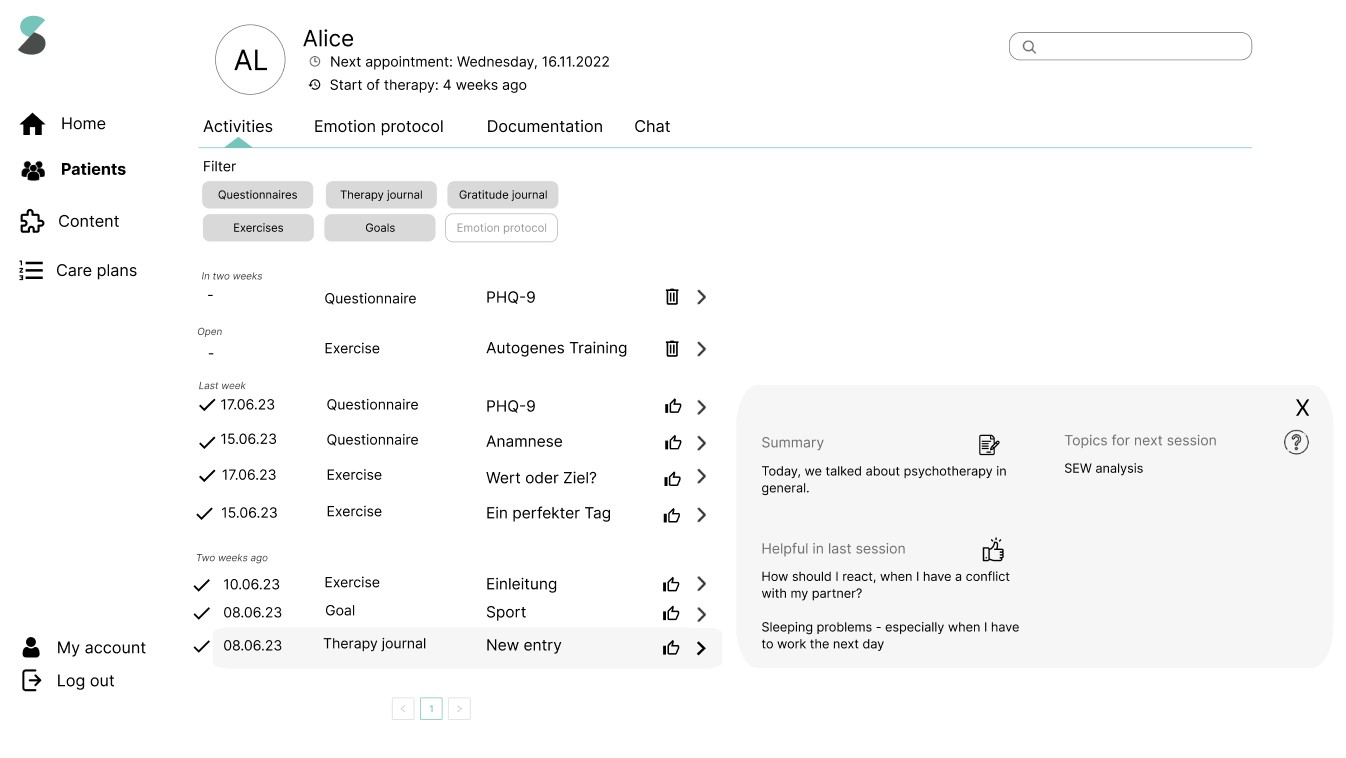 AL
Alice
Next appointment: Wednesday, 16.11.2022
Start of therapy: 4 weeks ago
Home
Patients
Content
Care plans
My account
Log out
Activities Emotion protocol Documentation Chat
Filter
Questionnaires Therapy journal Gratitude journal
Exercises Goals Emotion protocol
In two weeks
- Questionnaire PHQ-9
Open
- Exercise Autogenes Training
Last week
17.06.23 Questionnaire PHQ-9
15.06.23 Questionnaire Anamnese
17.06.23 Exercise Wert oder Ziel?
15.06.23 Exercise Ein perfekter Tag
Two weeks ago
10.06.23 Exercise Einleitung
08.06.23 Goal Sport
08.06.23 Therapy journal New entry
< 1 >
X
Summary
Today, we talked about psychotherapy in
general.
Helpful in last session
How should I react, when I have a conflict
with my partner?
Sleeping problems - especially when I have
to work the next day
Topics for next session
?
SEW analysis